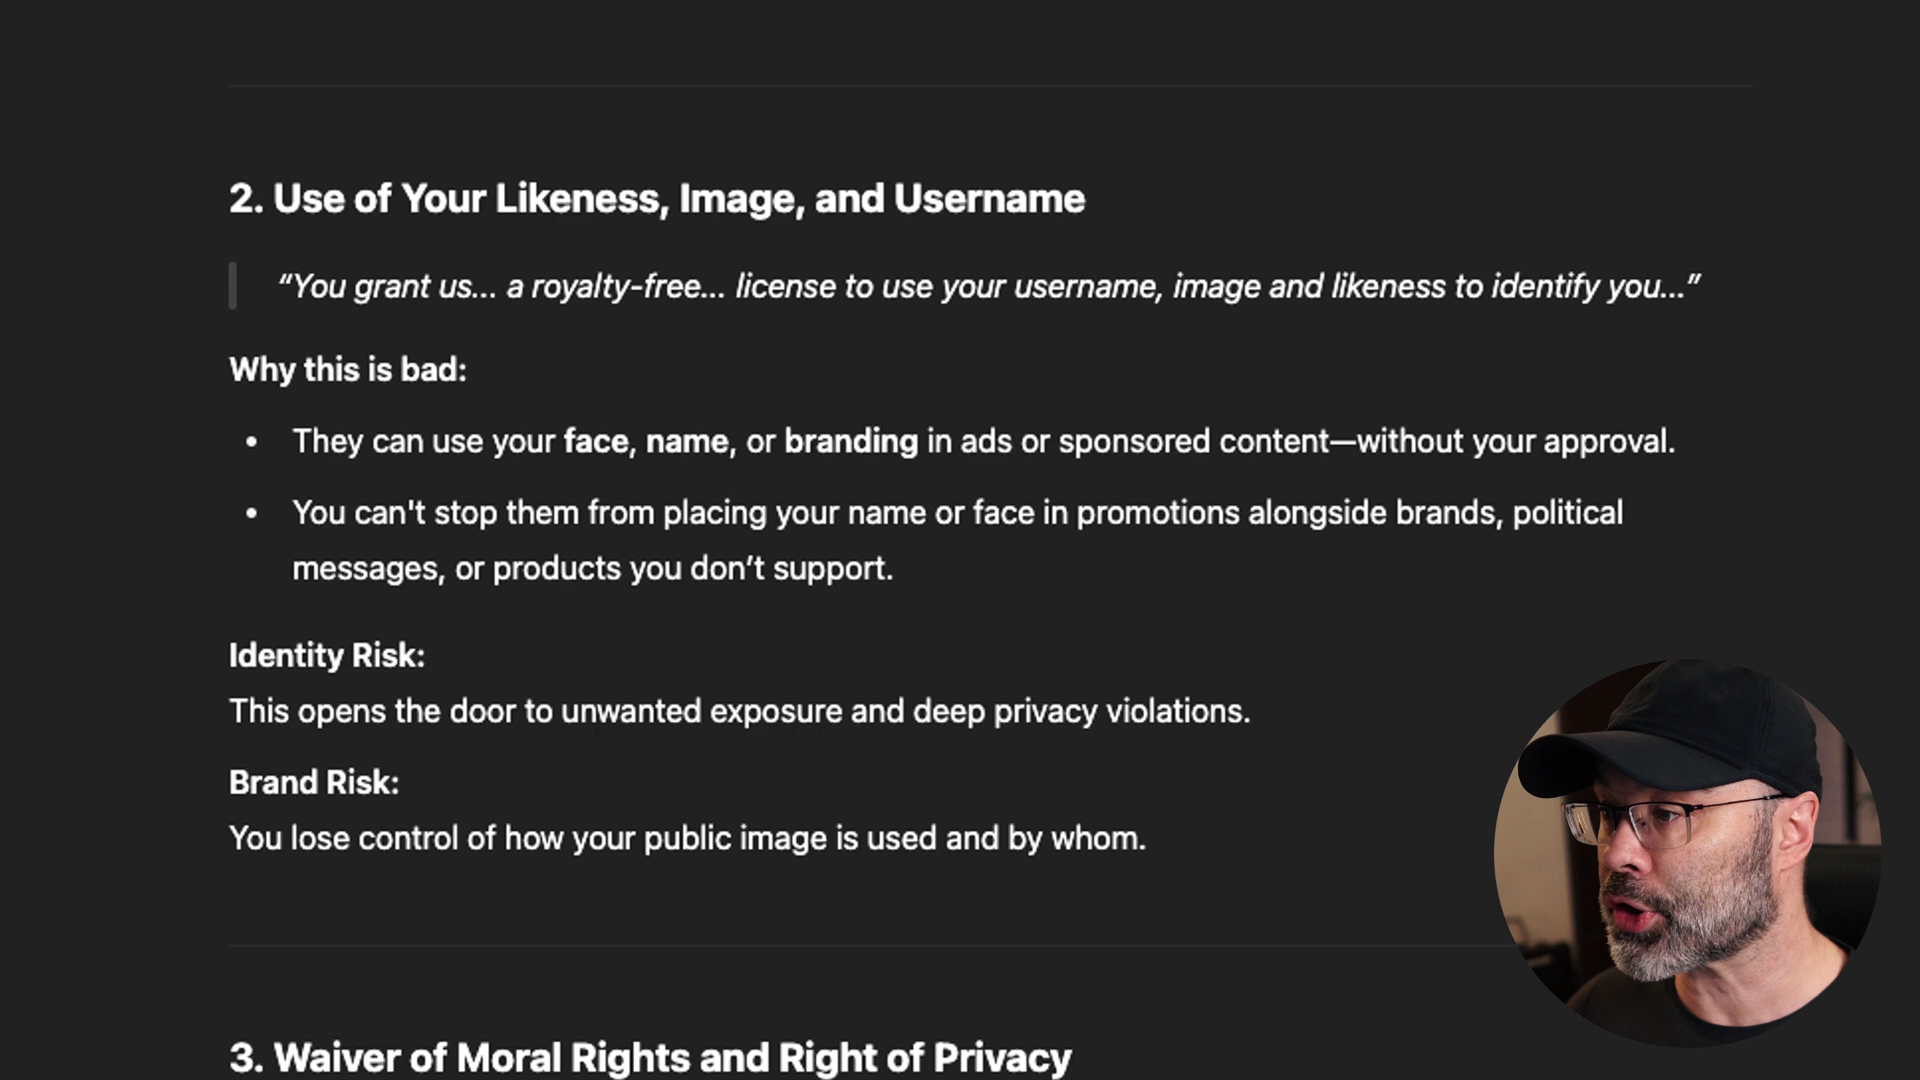 2. Use of Your Likeness, Image, and Username
“You grant us... a royalty-free... license to use your username, image and likeness to identify you...”
Why this is bad:
• They can use your face, name, or branding in ads or sponsored content—without your approval.
• You can't stop them from placing your name or face in promotions alongside brands, political
messages, or products you don’t support.
Identity Risk:
This opens the door to unwanted exposure and deep privacy violations.
Brand Risk:
You lose control of how your public image is used and by whom.
3. Waiver of Moral Rights and Right of Privacy